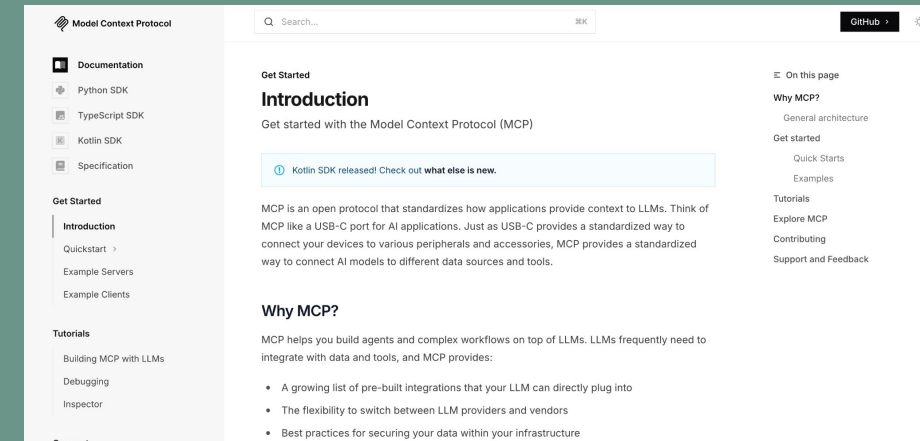 Model Context Protocol
Search...
⌘K
GitHub ›
Documentation
Python SDK
TypeScript SDK
Kotlin SDK
Specification
Get Started
Introduction
Quickstart ›
Example Servers
Example Clients
Tutorials
Building MCP with LLMs
Debugging
Inspector
Get Started
Introduction
Get started with the Model Context Protocol (MCP)
Kotlin SDK released! Check out what else is new.
MCP is an open protocol that standardizes how applications provide context to LLMs. Think of
MCP like a USB-C port for AI applications. Just as USB-C provides a standardized way to
connect your devices to various peripherals and accessories, MCP provides a standardized
way to connect AI models to different data sources and tools.
Why MCP?
MCP helps you build agents and complex workflows on top of LLMs. LLMs frequently need to
integrate with data and tools, and MCP provides:
• A growing list of pre-built integrations that your LLM can directly plug into
• The flexibility to switch between LLM providers and vendors
• Best practices for securing your data within your infrastructure
On this page
Why MCP?
General architecture
Get started
Quick Starts
Examples
Tutorials
Explore MCP
Contributing
Support and Feedback